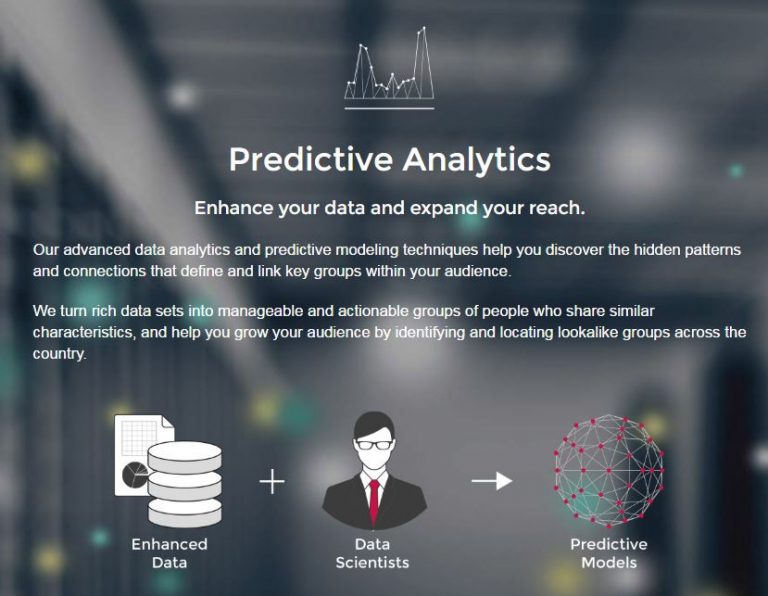 Predictive Analytics
Enhance your data and expand your reach.
Our advanced data analytics and predictive modeling techniques help you discover the hidden patterns
and connections that define and link key groups within your audience.
We turn rich data sets into manageable and actionable groups of people who share similar
characteristics, and help you grow your audience by identifying and locating lookalike groups across the
country.
Enhanced
Data
Data
Scientists
Predictive
Models